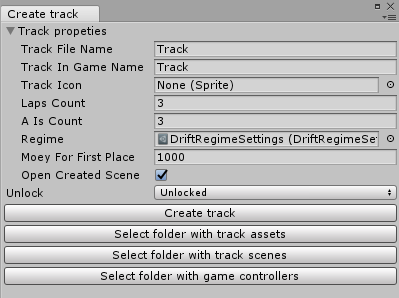 Create track
Track propeties
Track File Name Track
Track In Game Name Track
Track Icon None (Sprite)
Laps Count 3
A Is Count 3
Regime DriftRegimeSettings (DriftRegimeSet
Moey For First Place 1000
Open Created Scene
Unlock Unlocked
Create track
Select folder with track assets
Select folder with track scenes
Select folder with game controllers